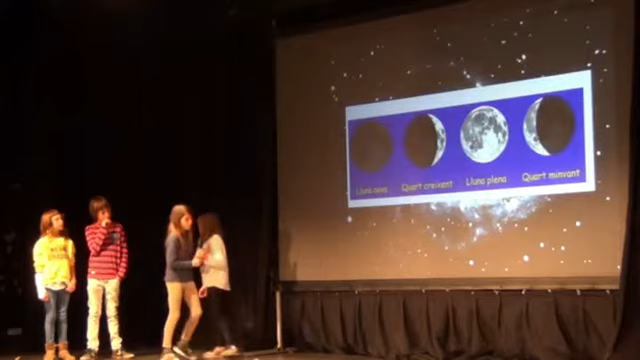 Lluna nova
Quart creixent
Lluna plena
Quart minvant